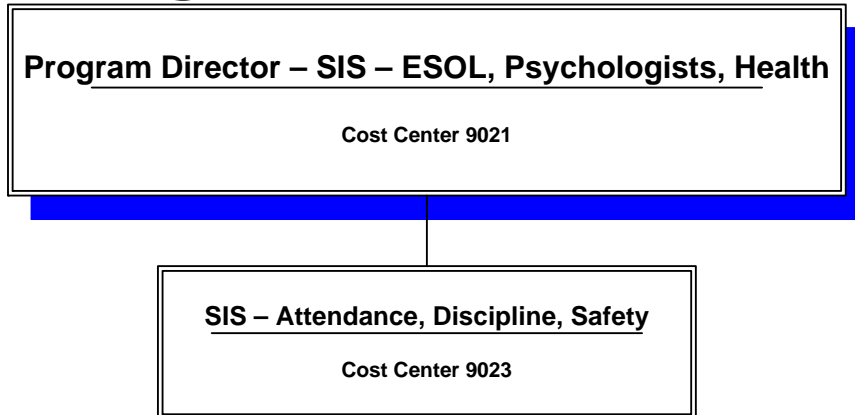 Program Director – SIS – ESOL, Psychologists, Health
Cost Center 9021
SIS – Attendance, Discipline, Safety
Cost Center 9023